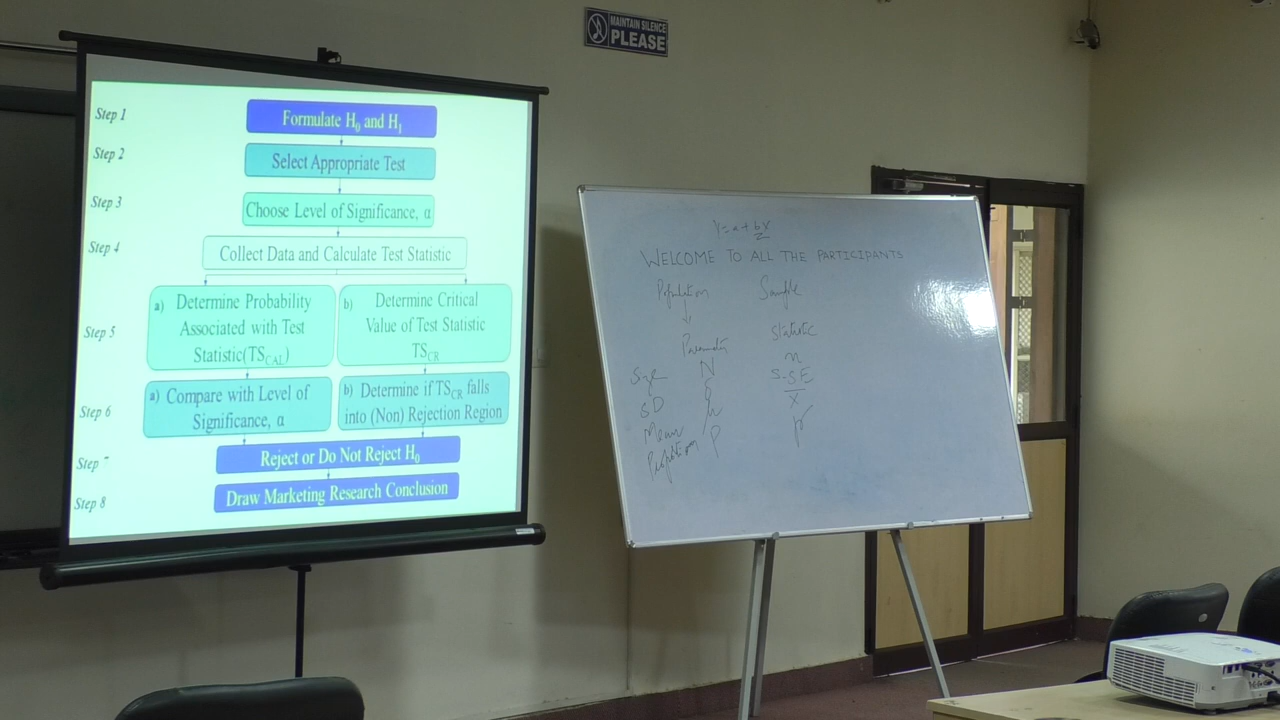 MAINTAIN SILENCE
PLEASE
Step 1
Formulate H0 and H1
Step 2
Select Appropriate Test
Step 3
Choose Level of Significance, α
Step 4
Collect Data and Calculate Test Statistic
Step 5
a) Determine Probability
Associated with Test
Statistic(TSCAL)
b) Determine Critical
Value of Test Statistic
TSCR
Step 6
a) Compare with Level of
Significance, α
b) Determine if TSCR falls
into (Non) Rejection Region
Step
Reject or Do Not Reject H0
Step 8
Draw Marketing Research Conclusion
Y = a + bx
WELCOME TO ALL THE PARTICIPANTS
Population Sample
Parameter Statistic
Size N n
SD S.E
Mean μ x̄
Proportion P p